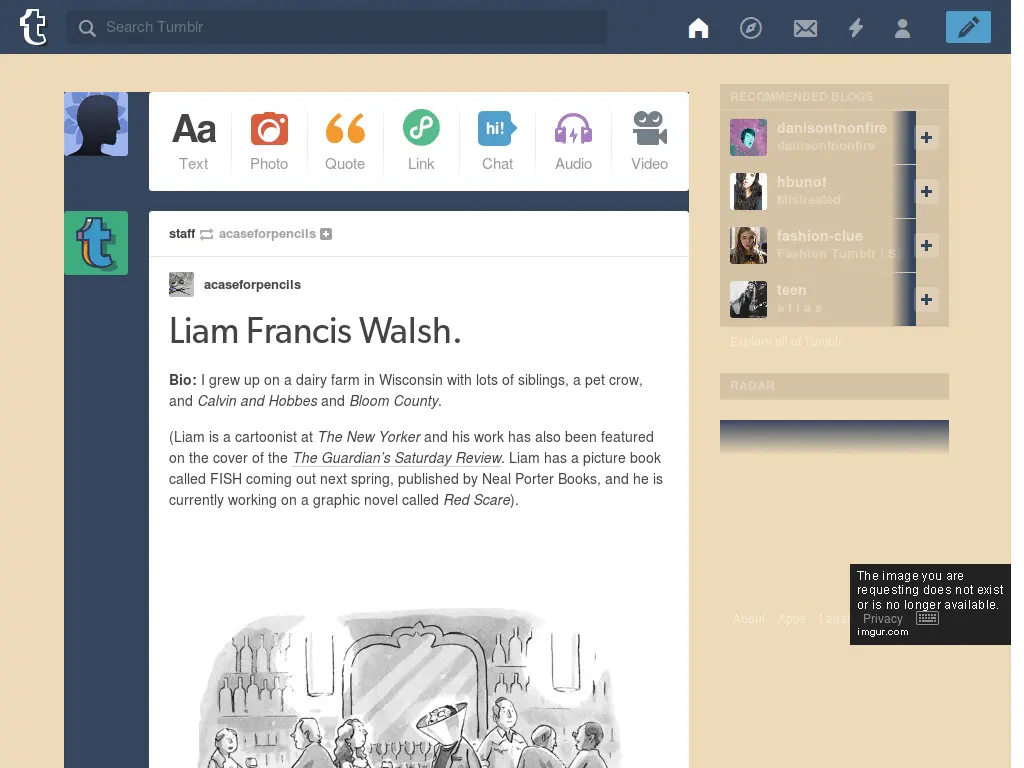 Search Tumblr
Aa
hi!
Text
Photo
Quote
Link
Chat
Audio
Video
staff acaseforpencils
acaseforpencils
Liam Francis Walsh.
Bio: I grew up on a dairy farm in Wisconsin with lots of siblings, a pet crow,
and Calvin and Hobbes and Bloom County.
(Liam is a cartoonist at The New Yorker and his work has also been featured
on the cover of the The Guardian’s Saturday Review. Liam has a picture book
called FISH coming out next spring, published by Neal Porter Books, and he is
currently working on a graphic novel called Red Scare).
RECOMMENDED BLOGS
danisontnonfire
danisontnonfire
hbunot
Mistreated
fashion-clue
Fashion Tumblr | S
teen
a t l a s
Explore all of Tumblr
RADAR
The image you are
requesting does not exist
or is no longer available.
imgur.com
About Apps Legal Privacy